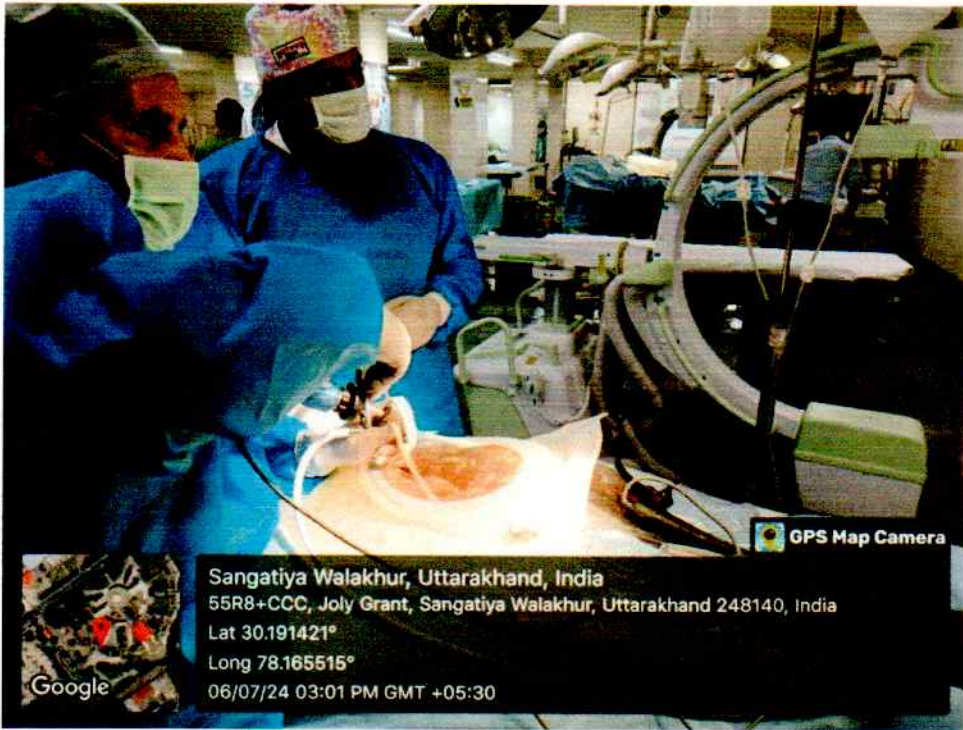 GPS Map Camera
Sangatiya Walakhur, Uttarakhand, India
55R8+CCC, Joly Grant, Sangatiya Walakhur, Uttarakhand 248140, India
Lat 30.191421°
Long 78.165515°
06/07/24 03:01 PM GMT +05:30
Google